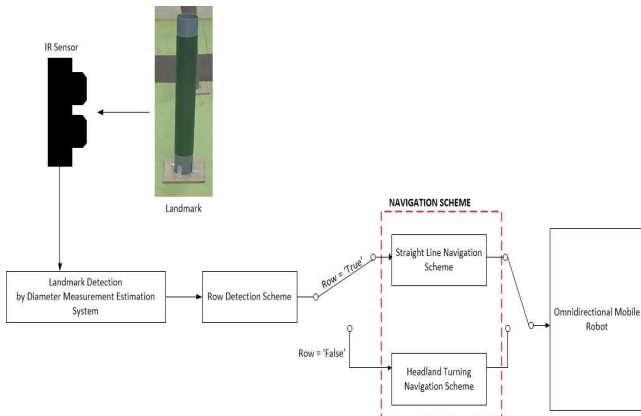 IR Sensor
Landmark
NAVIGATION SCHEME
Straight Line Navigation
Scheme
Row = 'True'
Landmark Detection
by Diameter Measurement Estimation
System
Row Detection Scheme
Omnidirectional Mobile
Robot
Row = 'False'
Headland Turning
Navigation Scheme